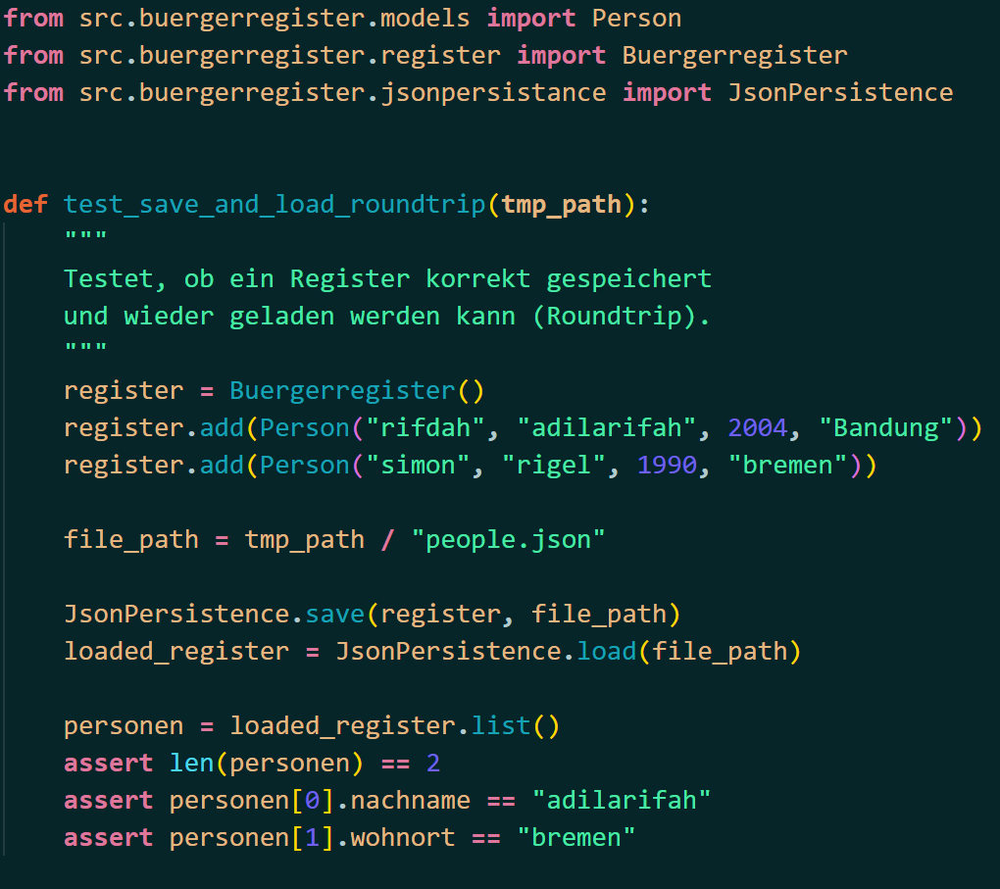 from src.buergerregister.models import Person
from src.buergerregister.register import Buergerregister
from src.buergerregister.jsonpersistance import JsonPersistence
def test_save_and_load_roundtrip(tmp_path):
    """
    Testet, ob ein Register korrekt gespeichert
    und wieder geladen werden kann (Roundtrip).
    """
    register = Buergerregister()
    register.add(Person("rifdah", "adilarifah", 2004, "Bandung"))
    register.add(Person("simon", "rigel", 1990, "bremen"))
    file_path = tmp_path / "people.json"
    JsonPersistence.save(register, file_path)
    loaded_register = JsonPersistence.load(file_path)
    personen = loaded_register.list()
    assert len(personen) == 2
    assert personen[0].nachname == "adilarifah"
    assert personen[1].wohnort == "bremen"